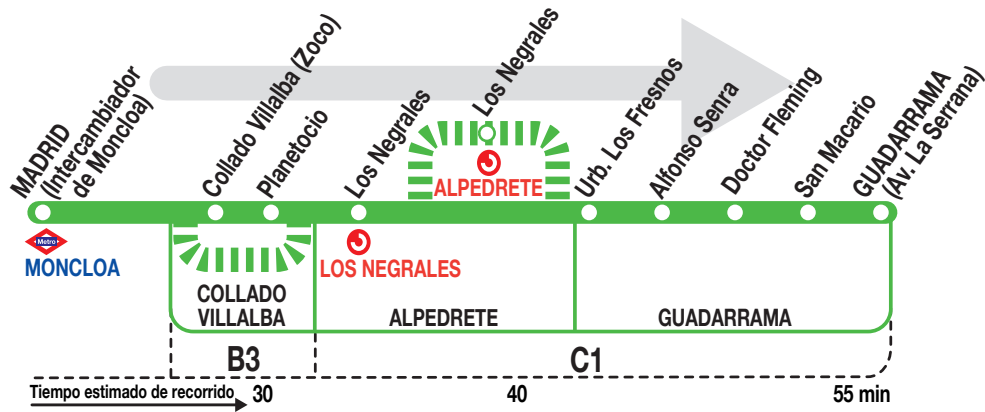 MADRID
(Intercambiador
de Moncloa)
Collado Villalba (Zoco)
Planetocio
Los Negrales
Los Negrales
Urb. Los Fresnos
Alfonso Senra
Doctor Fleming
San Macario
GUADARRAMA
(Av. La Serrana)
ALPEDRETE
Metro
MONCLOA
LOS NEGRALES
COLLADO
VILLALBA
ALPEDRETE
GUADARRAMA
B3
C1
Tiempo estimado de recorrido
30
40
55 min